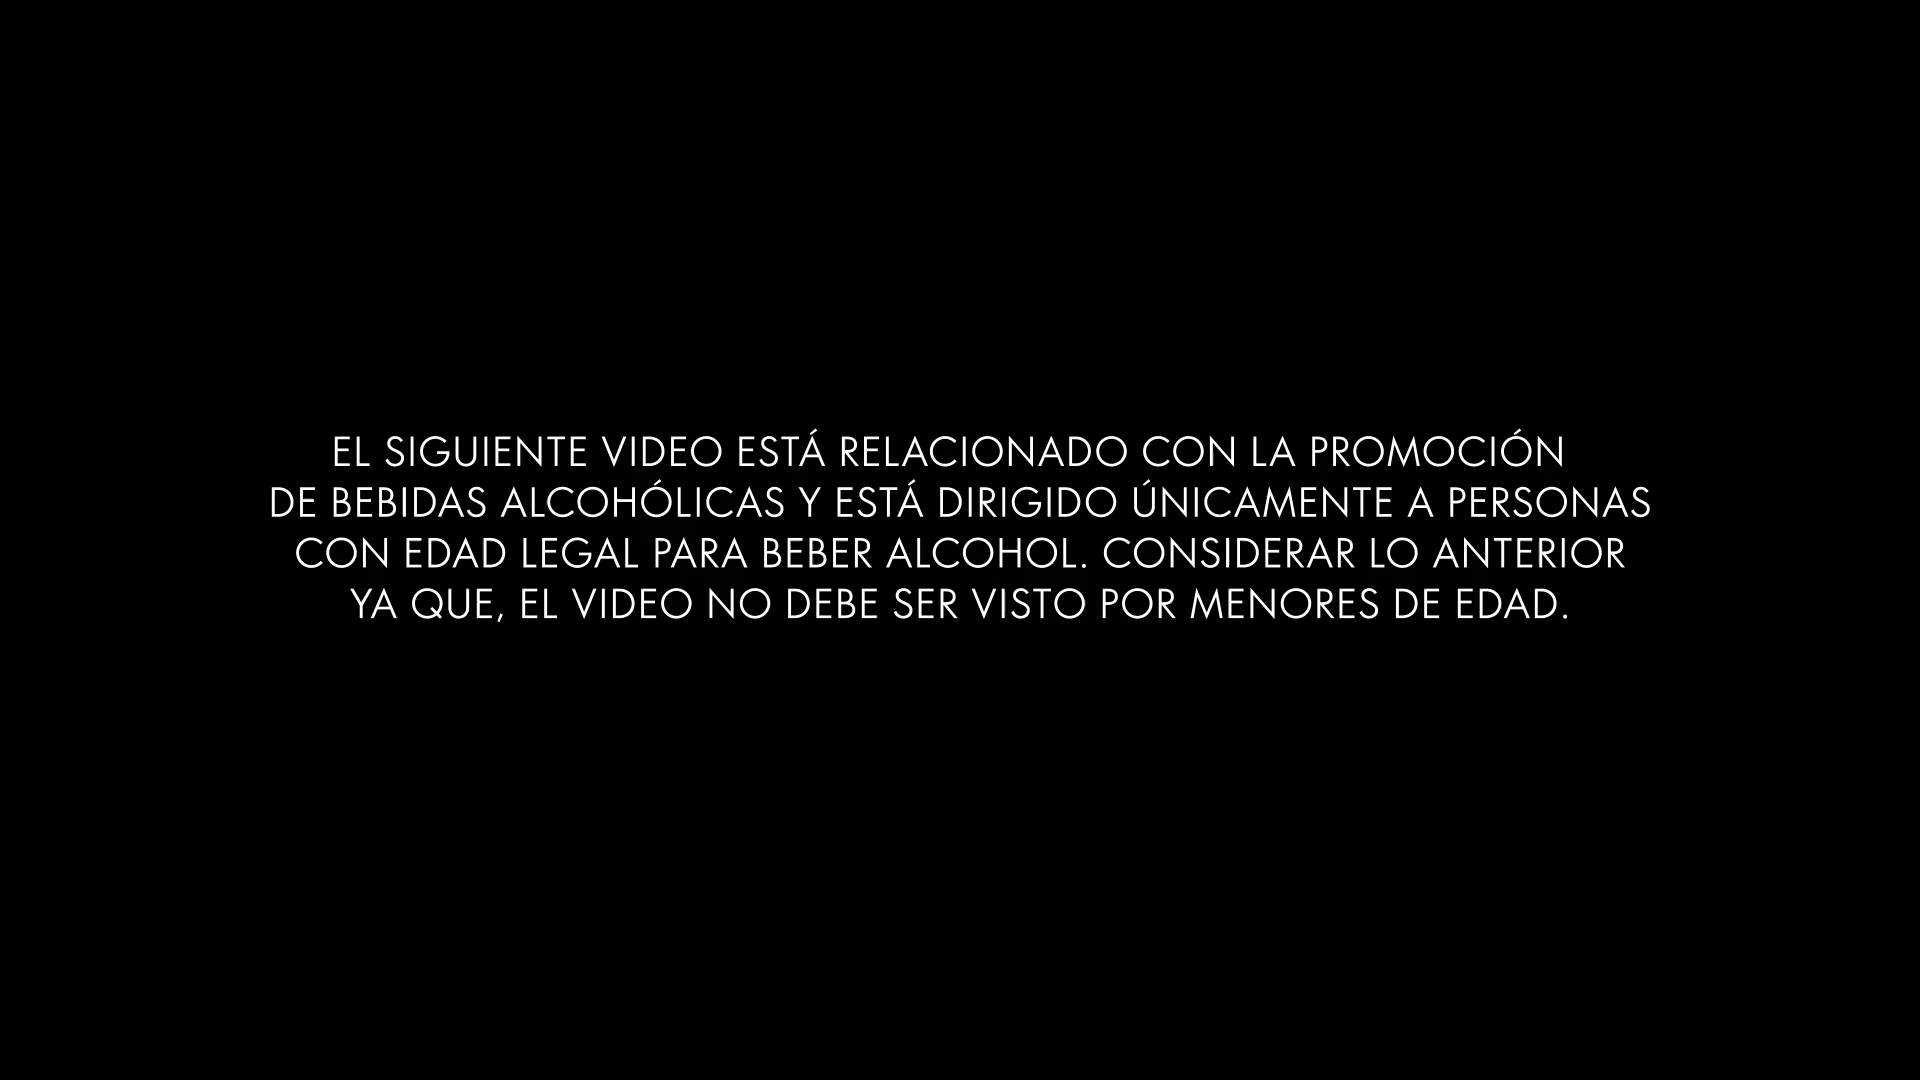 EL SIGUIENTE VIDEO ESTÁ RELACIONADO CON LA PROMOCIÓN
DE BEBIDAS ALCOHÓLICAS Y ESTÁ DIRIGIDO ÚNICAMENTE A PERSONAS
CON EDAD LEGAL PARA BEBER ALCOHOL. CONSIDERAR LO ANTERIOR
YA QUE, EL VIDEO NO DEBE SER VISTO POR MENORES DE EDAD.